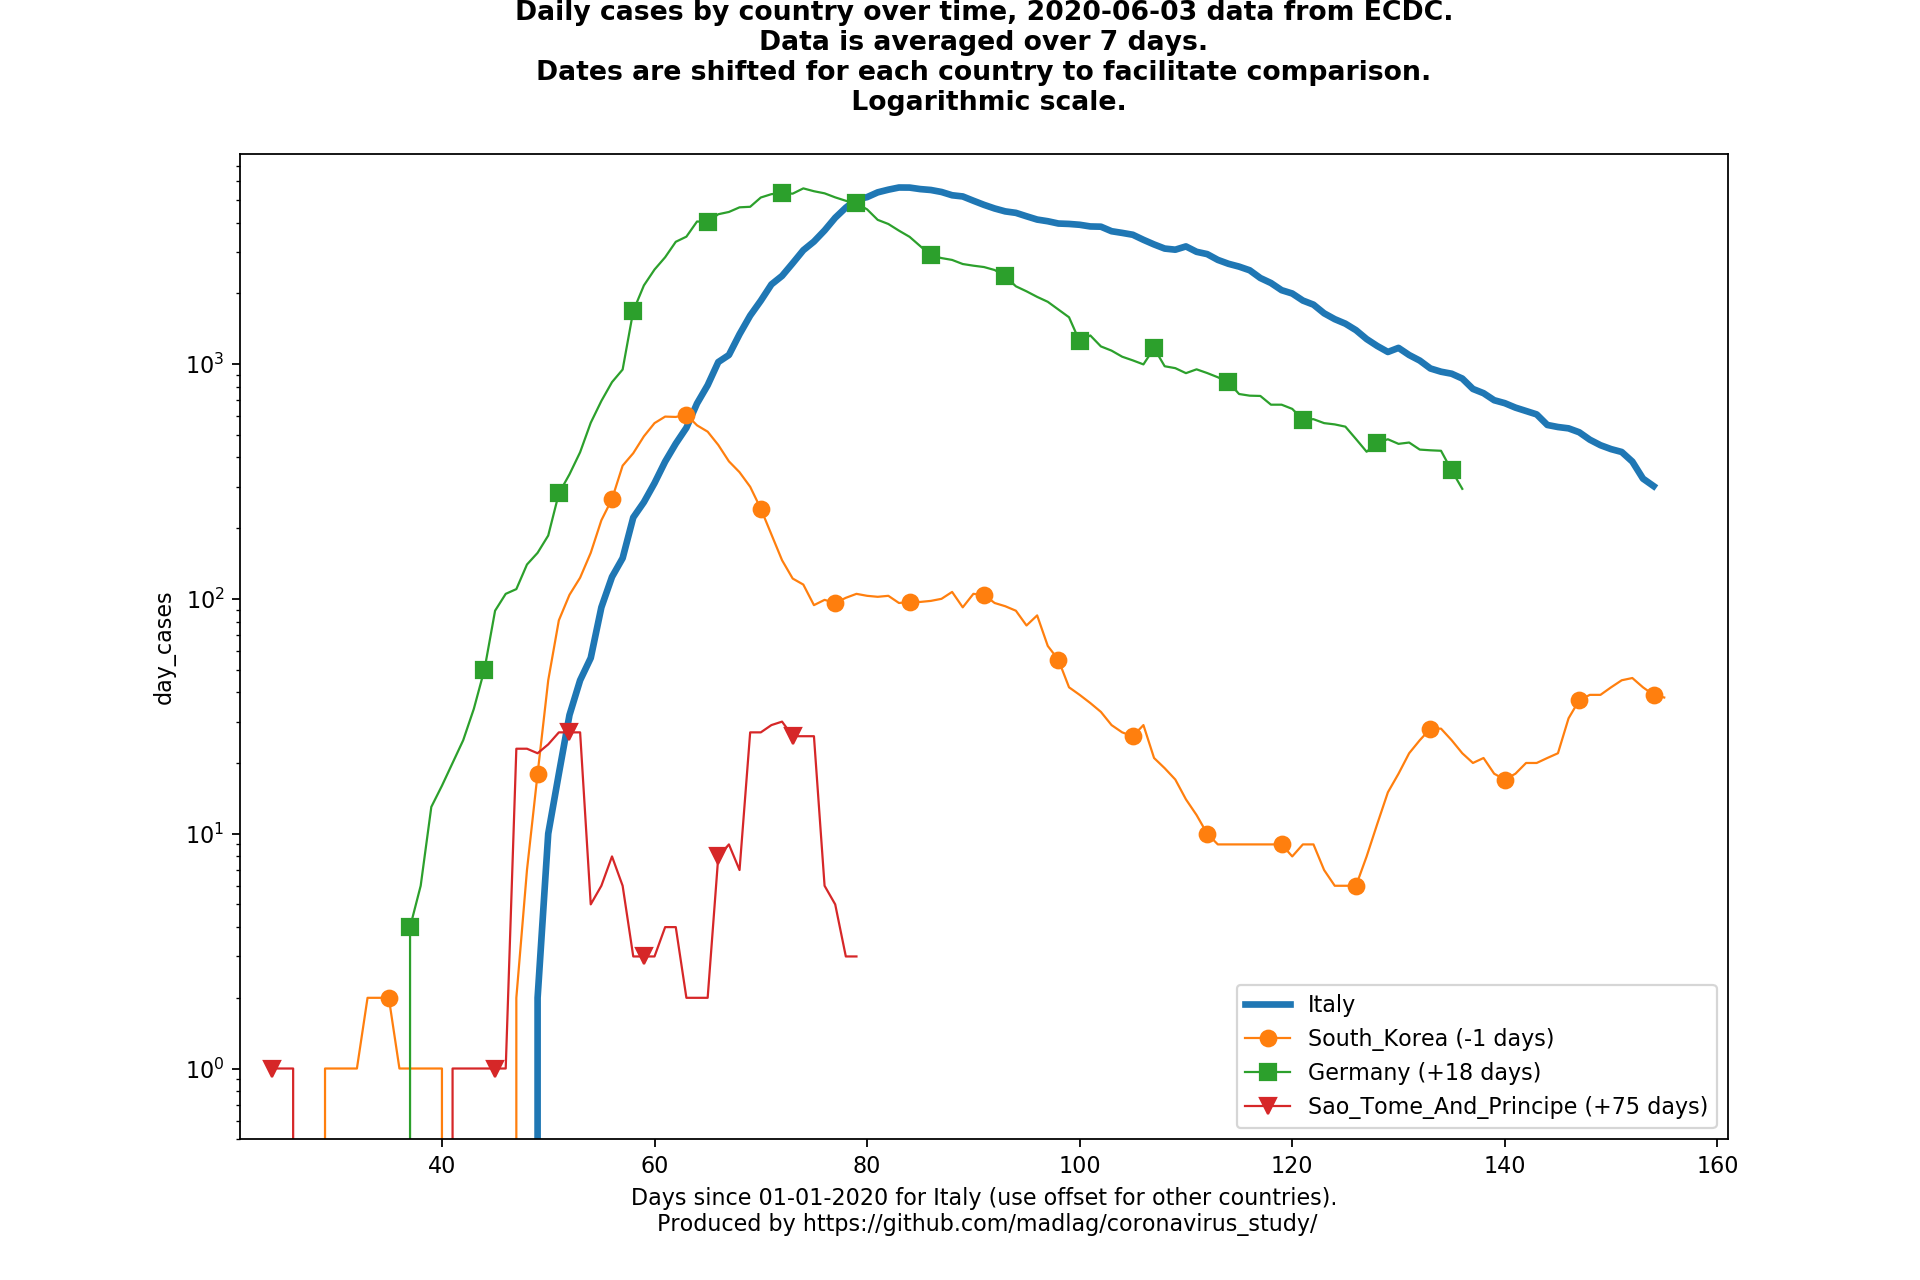 Daily cases by country over time, 2020-06-03 data from ECDC.
Data is averaged over 7 days.
Dates are shifted for each country to facilitate comparison.
Logarithmic scale.
10³
10²
10¹
10⁰
day_cases
40 60 80 100 120 140 160
Days since 01-01-2020 for Italy (use offset for other countries).
Produced by https://github.com/madlag/coronavirus_study/
Italy
South_Korea (-1 days)
Germany (+18 days)
Sao_Tome_And_Principe (+75 days)